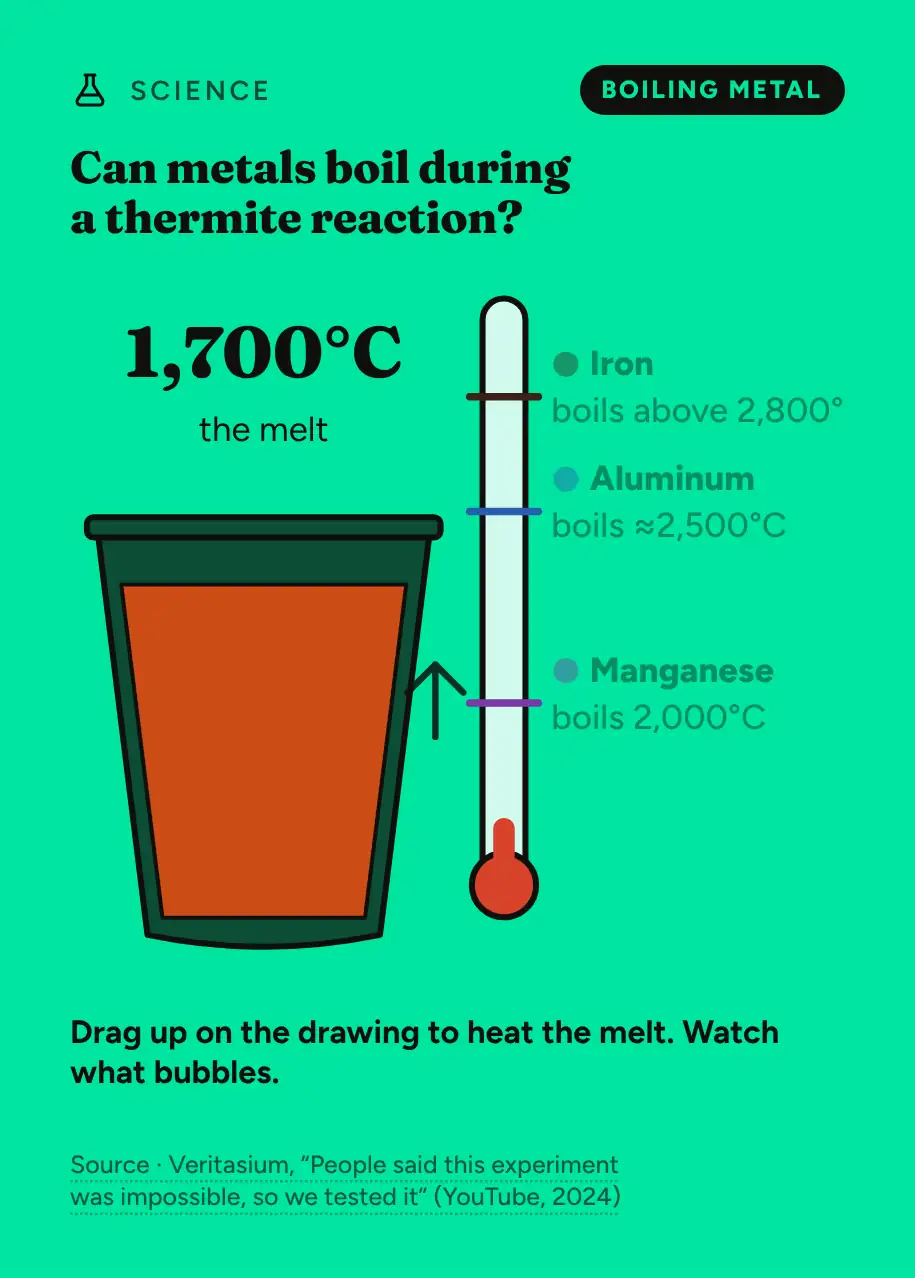 SCIENCE
BOILING METAL
Can metals boil during
a thermite reaction?
1,700°C
the melt
Iron
boils above 2,800°
Aluminum
boils ≈2,500°C
Manganese
boils 2,000°C
Drag up on the drawing to heat the melt. Watch
what bubbles.
Source · Veritasium, “People said this experiment
was impossible, so we tested it” (YouTube, 2024)